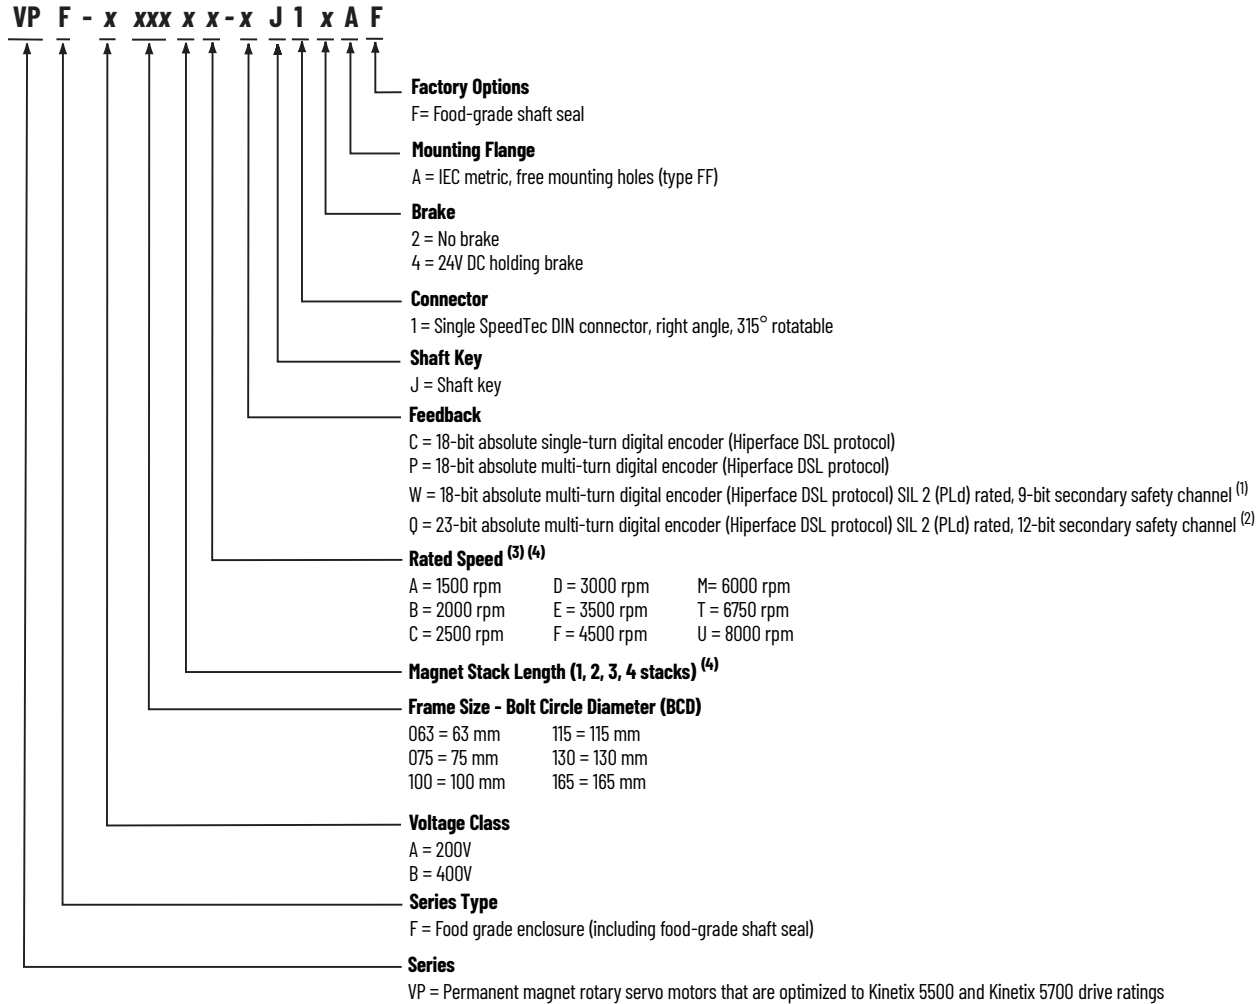 VP F - x xxx x x - x J 1 x A F
Factory Options
F= Food-grade shaft seal
Mounting Flange
A = IEC metric, free mounting holes (type FF)
Brake
2 = No brake
4 = 24V DC holding brake
Connector
1 = Single SpeedTec DIN connector, right angle, 315° rotatable
Shaft Key
J = Shaft key
Feedback
C = 18-bit absolute single-turn digital encoder (Hiperface DSL protocol)
P = 18-bit absolute multi-turn digital encoder (Hiperface DSL protocol)
W = 18-bit absolute multi-turn digital encoder (Hiperface DSL protocol) SIL 2 (PLd) rated, 9-bit secondary safety channel (1)
Q = 23-bit absolute multi-turn digital encoder (Hiperface DSL protocol) SIL 2 (PLd) rated, 12-bit secondary safety channel (2)
Rated Speed (3) (4)
A = 1500 rpm D = 3000 rpm M= 6000 rpm
B = 2000 rpm E = 3500 rpm T = 6750 rpm
C = 2500 rpm F = 4500 rpm U = 8000 rpm
Magnet Stack Length (1, 2, 3, 4 stacks) (4)
Frame Size - Bolt Circle Diameter (BCD)
063 = 63 mm 115 = 115 mm
075 = 75 mm 130 = 130 mm
100 = 100 mm 165 = 165 mm
Voltage Class
A = 200V
B = 400V
Series Type
F = Food grade enclosure (including food-grade shaft seal)
Series
VP = Permanent magnet rotary servo motors that are optimized to Kinetix 5500 and Kinetix 5700 drive ratings